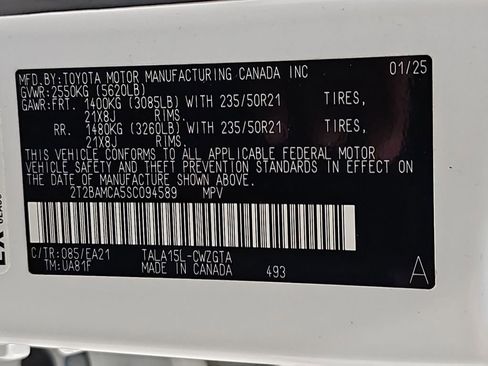 MFD.BY:TOYOTA MOTOR MANUFACTURING CANADA INC 01/25
GVWR:2550KG (5620LB)
GAWR:FRT. 1400KG (3085LB) WITH 235/50R21 TIRES,
21X8J RIMS.
RR. 1480KG (3260LB) WITH 235/50R21 TIRES,
21X8J RIMS.
THIS VEHICLE CONFORMS TO ALL APPLICABLE FEDERAL MOTOR
VEHICLE SAFETY AND THEFT PREVENTION STANDARDS IN EFFECT ON
THE DATE OF MANUFACTURE SHOWN ABOVE.
2T2BAMCA5SC094589 MPV
C/TR:085/EA21 TALA15L-CWZGTA
TM:UA81F MADE IN CANADA 493 A